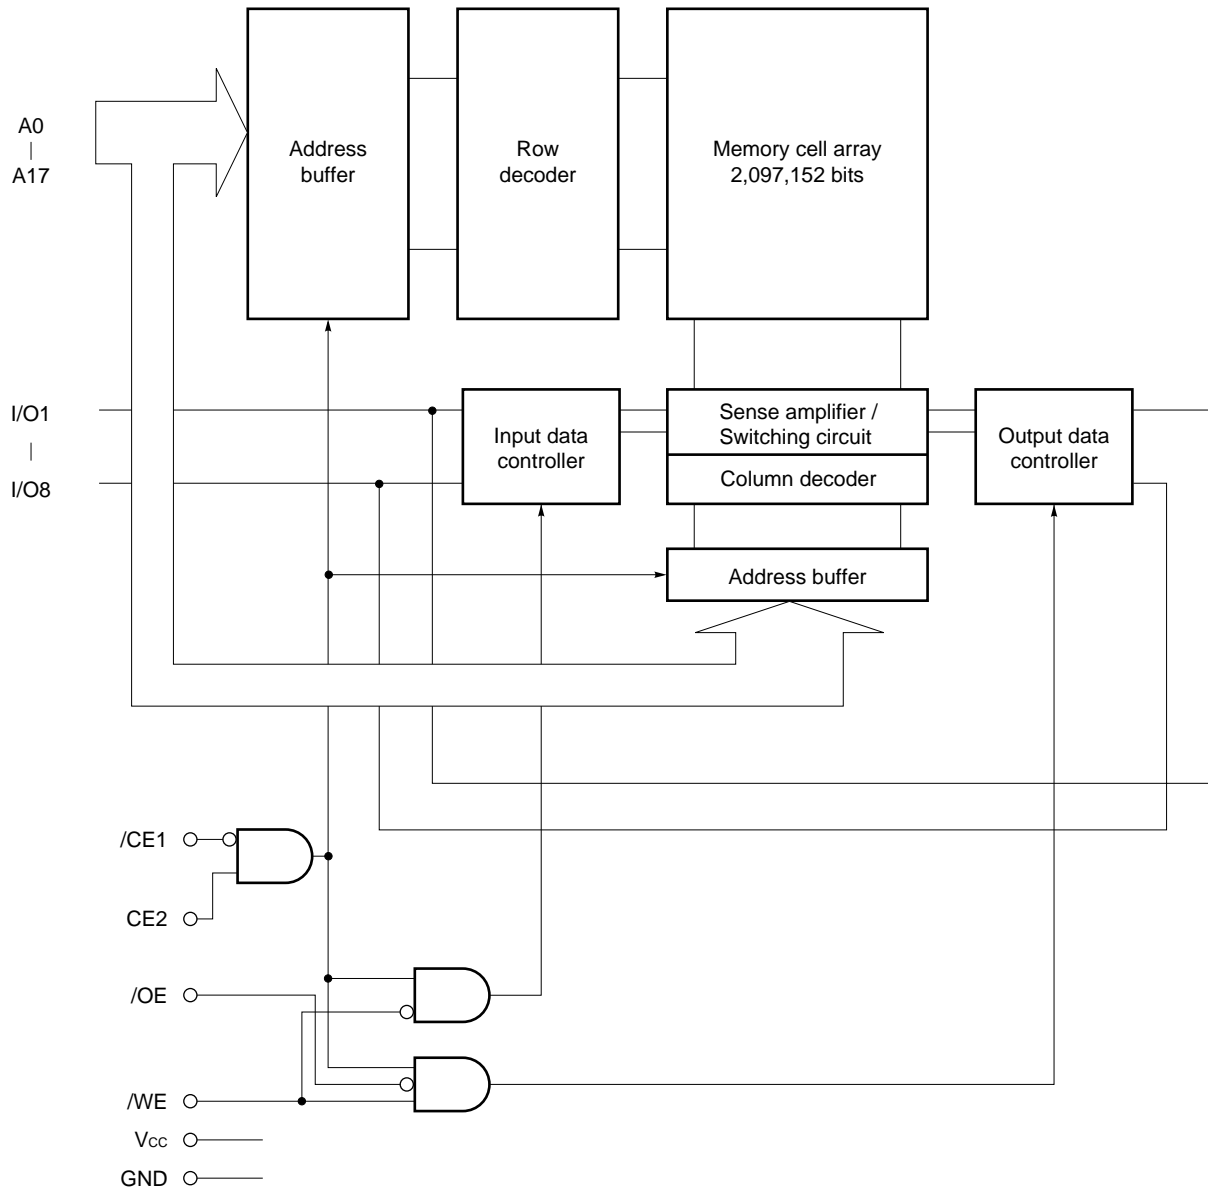 A0
|
A17
Address
buffer
Row
decoder
Memory cell array
2,097,152 bits
I/O1
|
I/O8
Input data
controller
Sense amplifier /
Switching circuit
Column decoder
Output data
controller
Address buffer
/CE1
CE2
/OE
/WE
VCC
GND